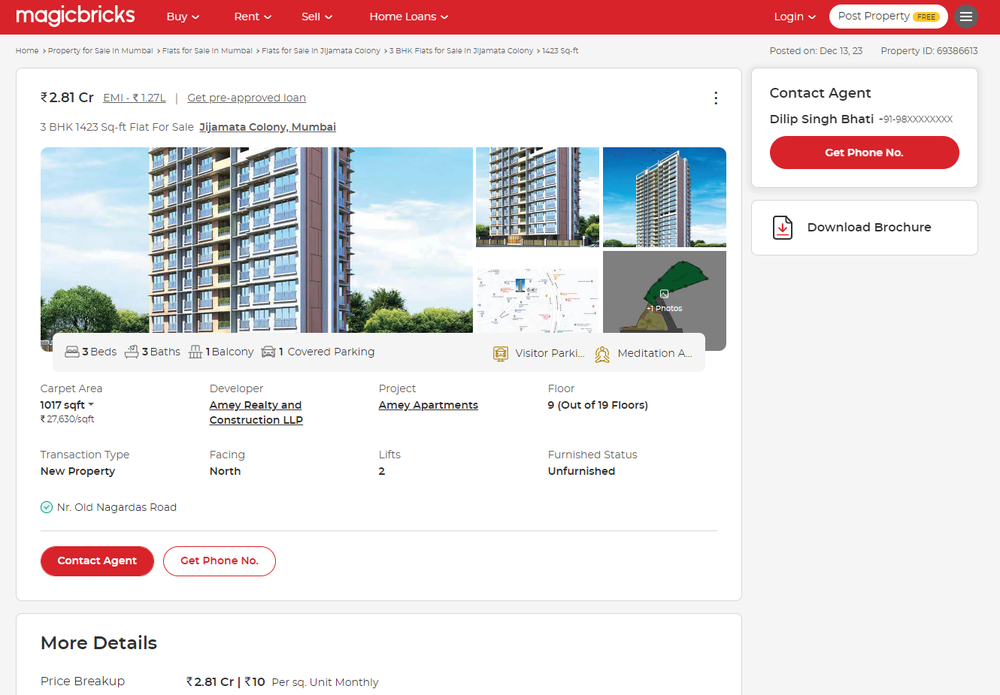 magicbricks
Buy
Rent
Sell
Home Loans
Login
Post Property FREE
Home > Property for Sale in Mumbai > Flats for Sale in Mumbai > Flats for Sale in Jijamata Colony > 3 BHK Flats for Sale in Jijamata Colony > 1423 Sq-ft
Posted on: Dec 13, 23 Property ID: 69386613
₹2.81 Cr EMI - ₹ 1.27L | Get pre-approved loan
3 BHK 1423 Sq-ft Flat For Sale Jijamata Colony, Mumbai
+1 Photos
3 Beds 3 Baths 1 Balcony 1 Covered Parking Visitor Parki... Meditation A...
Carpet Area
1017 sqft
₹ 27,630/sqft
Developer
Amey Realty and
Construction LLP
Project
Amey Apartments
Floor
9 (Out of 19 Floors)
Transaction Type
New Property
Facing
North
Lifts
2
Furnished Status
Unfurnished
Nr. Old Nagardas Road
Contact Agent
Get Phone No.
More Details
Price Breakup ₹2.81 Cr | ₹10 Per sq. Unit Monthly
Contact Agent
Dilip Singh Bhati +91-98XXXXXXXX
Get Phone No.
Download Brochure